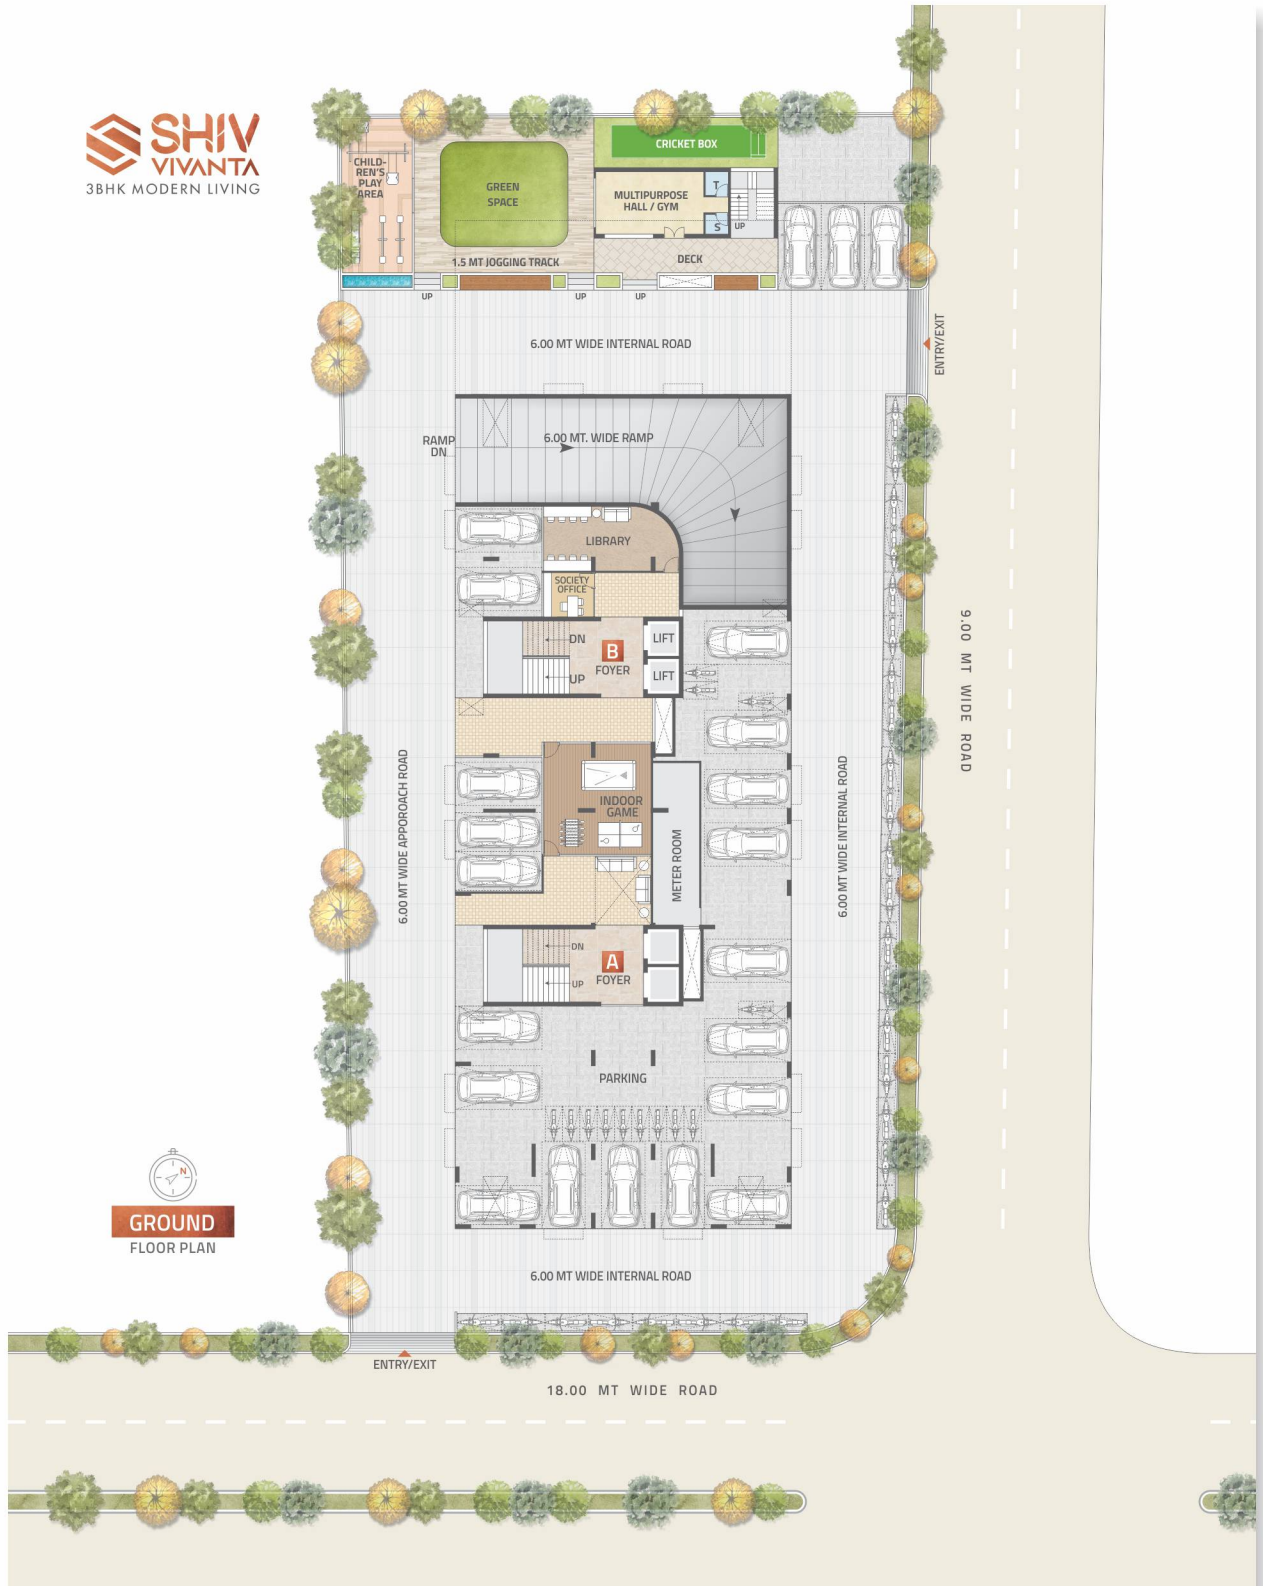 SHIV
VIVANTA
3BHK MODERN LIVING
CHILD-
REN'S
PLAY
AREA
GREEN
SPACE
1.5 MT JOGGING TRACK
CRICKET BOX
MULTIPURPOSE
HALL / GYM
T
S
UP
DECK
UP
UP
UP
6.00 MT WIDE INTERNAL ROAD
ENTRY/EXIT
RAMP
DN
6.00 MT. WIDE RAMP
LIBRARY
SOCIETY
OFFICE
DN
UP
B
FOYER
LIFT
LIFT
9.00 MT WIDE ROAD
6.00 MT WIDE APPOROACH ROAD
INDOOR
GAME
METER ROOM
6.00 MT WIDE INTERNAL ROAD
DN
UP
A
FOYER
PARKING
N
GROUND
FLOOR PLAN
6.00 MT WIDE INTERNAL ROAD
ENTRY/EXIT
18.00 MT WIDE ROAD